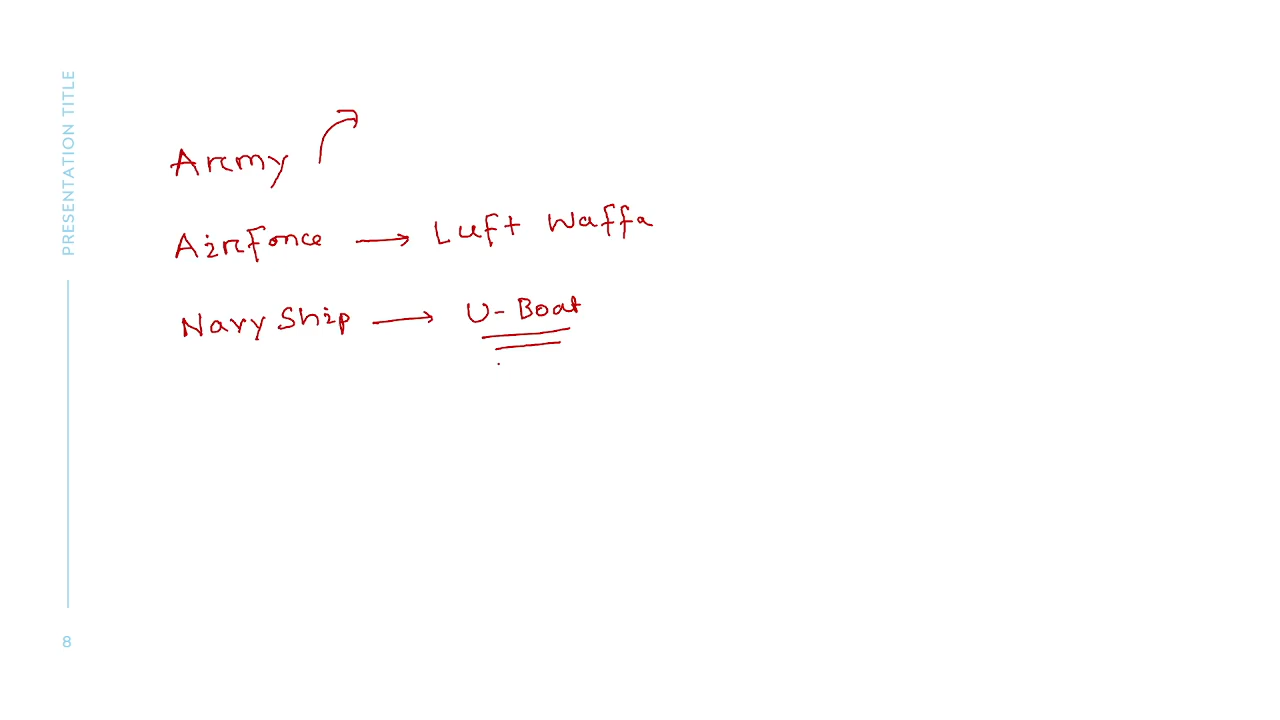 PRESENTATION TITLE
Army
Airforce → Luft Waffa
Navy Ship → U-Boat
8